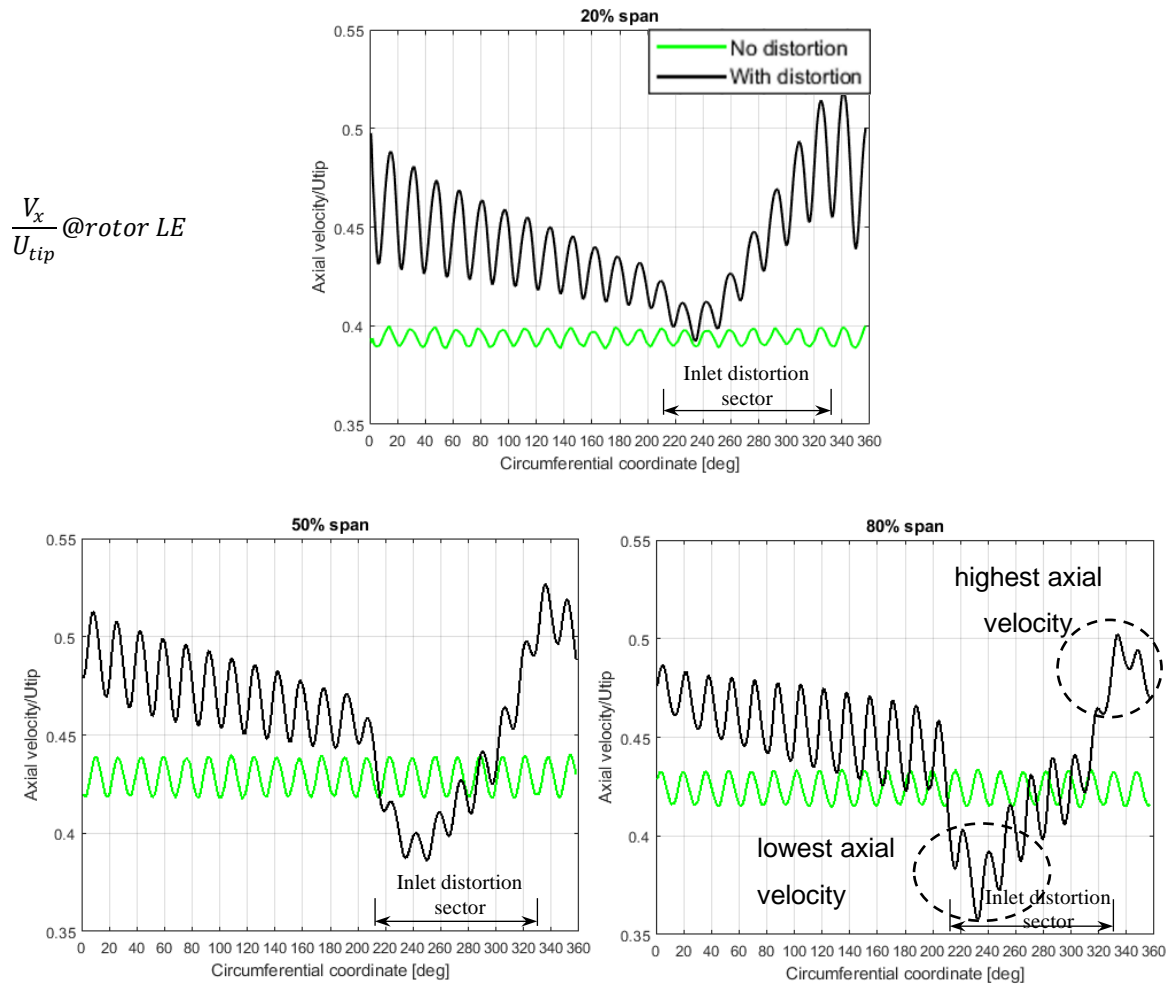 20% span
No distortion
With distortion
0.55
0.5
0.45
0.4
0.35
Axial velocity/Utip
V_x
U_tip @rotor LE
Inlet distortion
sector
0 20 40 60 80 100 120 140 160 180 200 220 240 260 280 300 320 340 360
Circumferential coordinate [deg]
50% span
0.55
0.5
0.45
0.4
0.35
Axial velocity/Utip
Inlet distortion
sector
0 20 40 60 80 100 120 140 160 180 200 220 240 260 280 300 320 340 360
Circumferential coordinate [deg]
80% span
0.55
0.5
0.45
0.4
0.35
Axial velocity/Utip
highest axial
velocity
lowest axial
velocity
Inlet distortion
sector
0 20 40 60 80 100 120 140 160 180 200 220 240 260 280 300 320 340 360
Circumferential coordinate [deg]